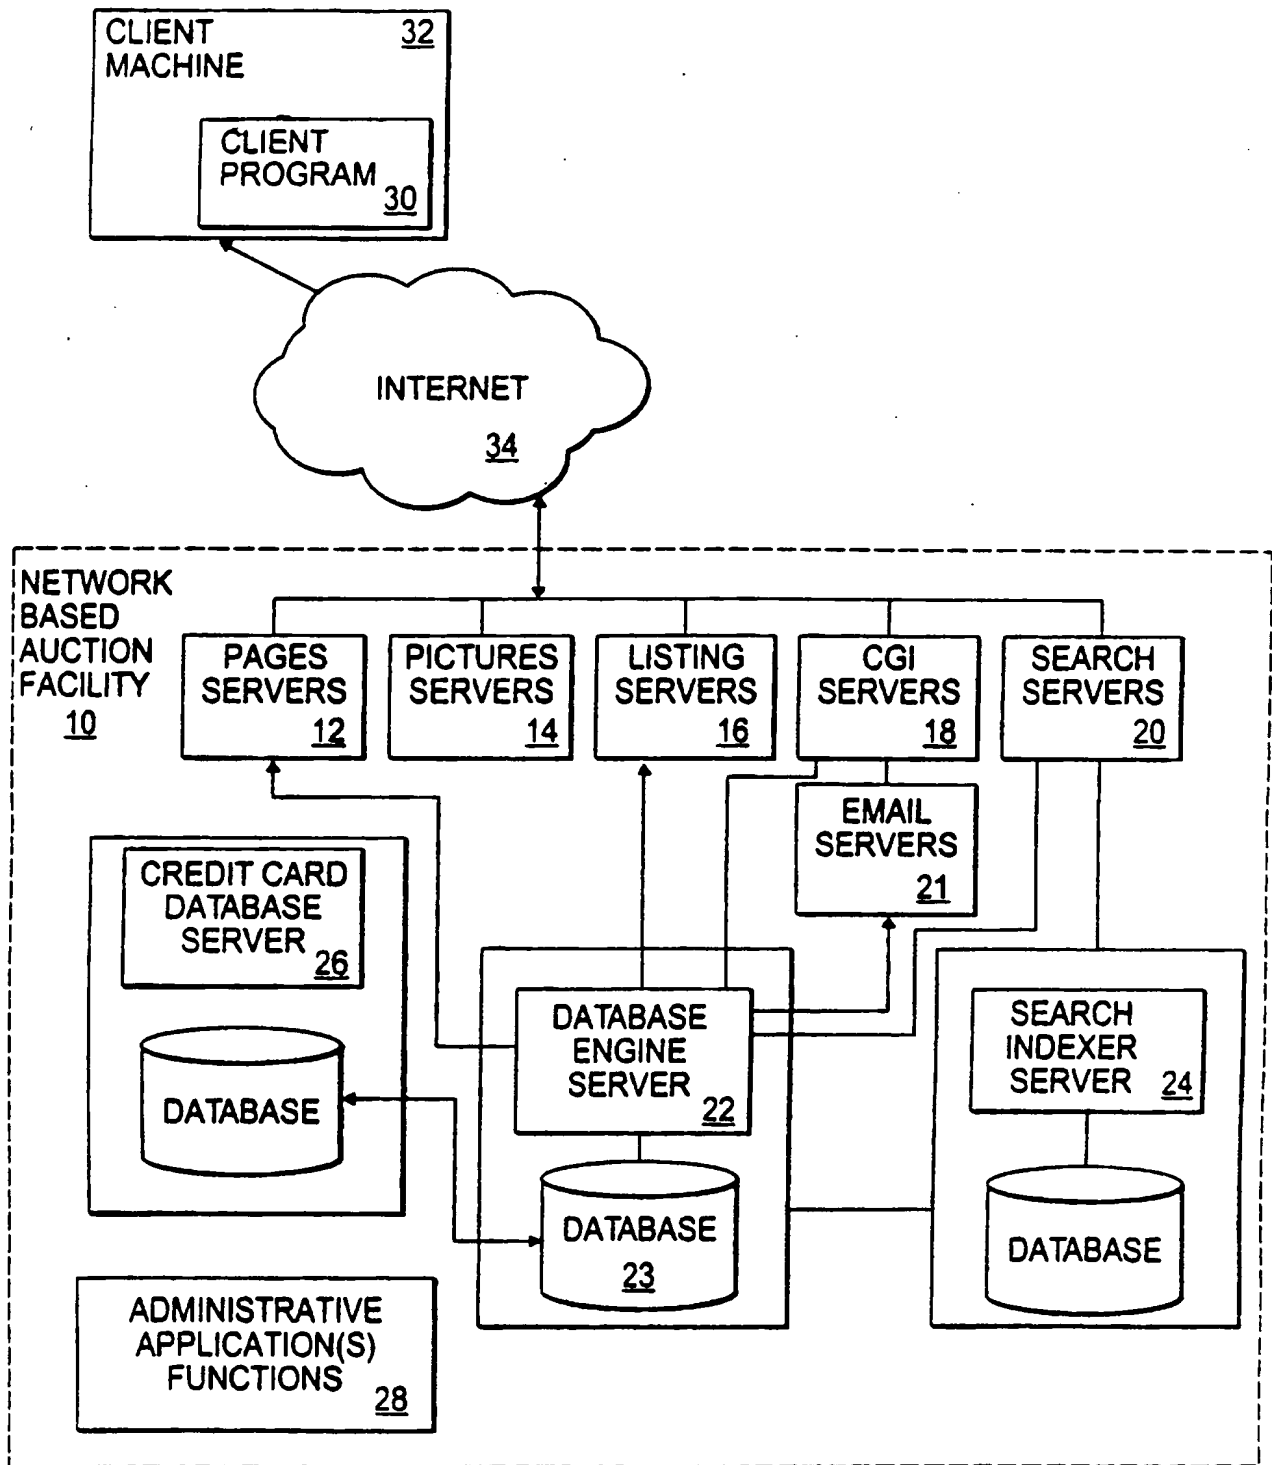 CLIENT
MACHINE
32
CLIENT
PROGRAM
30
INTERNET
34
NETWORK
BASED
AUCTION
FACILITY
10
PAGES
SERVERS
12
PICTURES
SERVERS
14
LISTING
SERVERS
16
CGI
SERVERS
18
SEARCH
SERVERS
20
EMAIL
SERVERS
21
CREDIT CARD
DATABASE
SERVER
26
DATABASE
DATABASE
ENGINE
SERVER
22
DATABASE
23
SEARCH
INDEXER
SERVER
24
DATABASE
ADMINISTRATIVE
APPLICATION(S)
FUNCTIONS
28